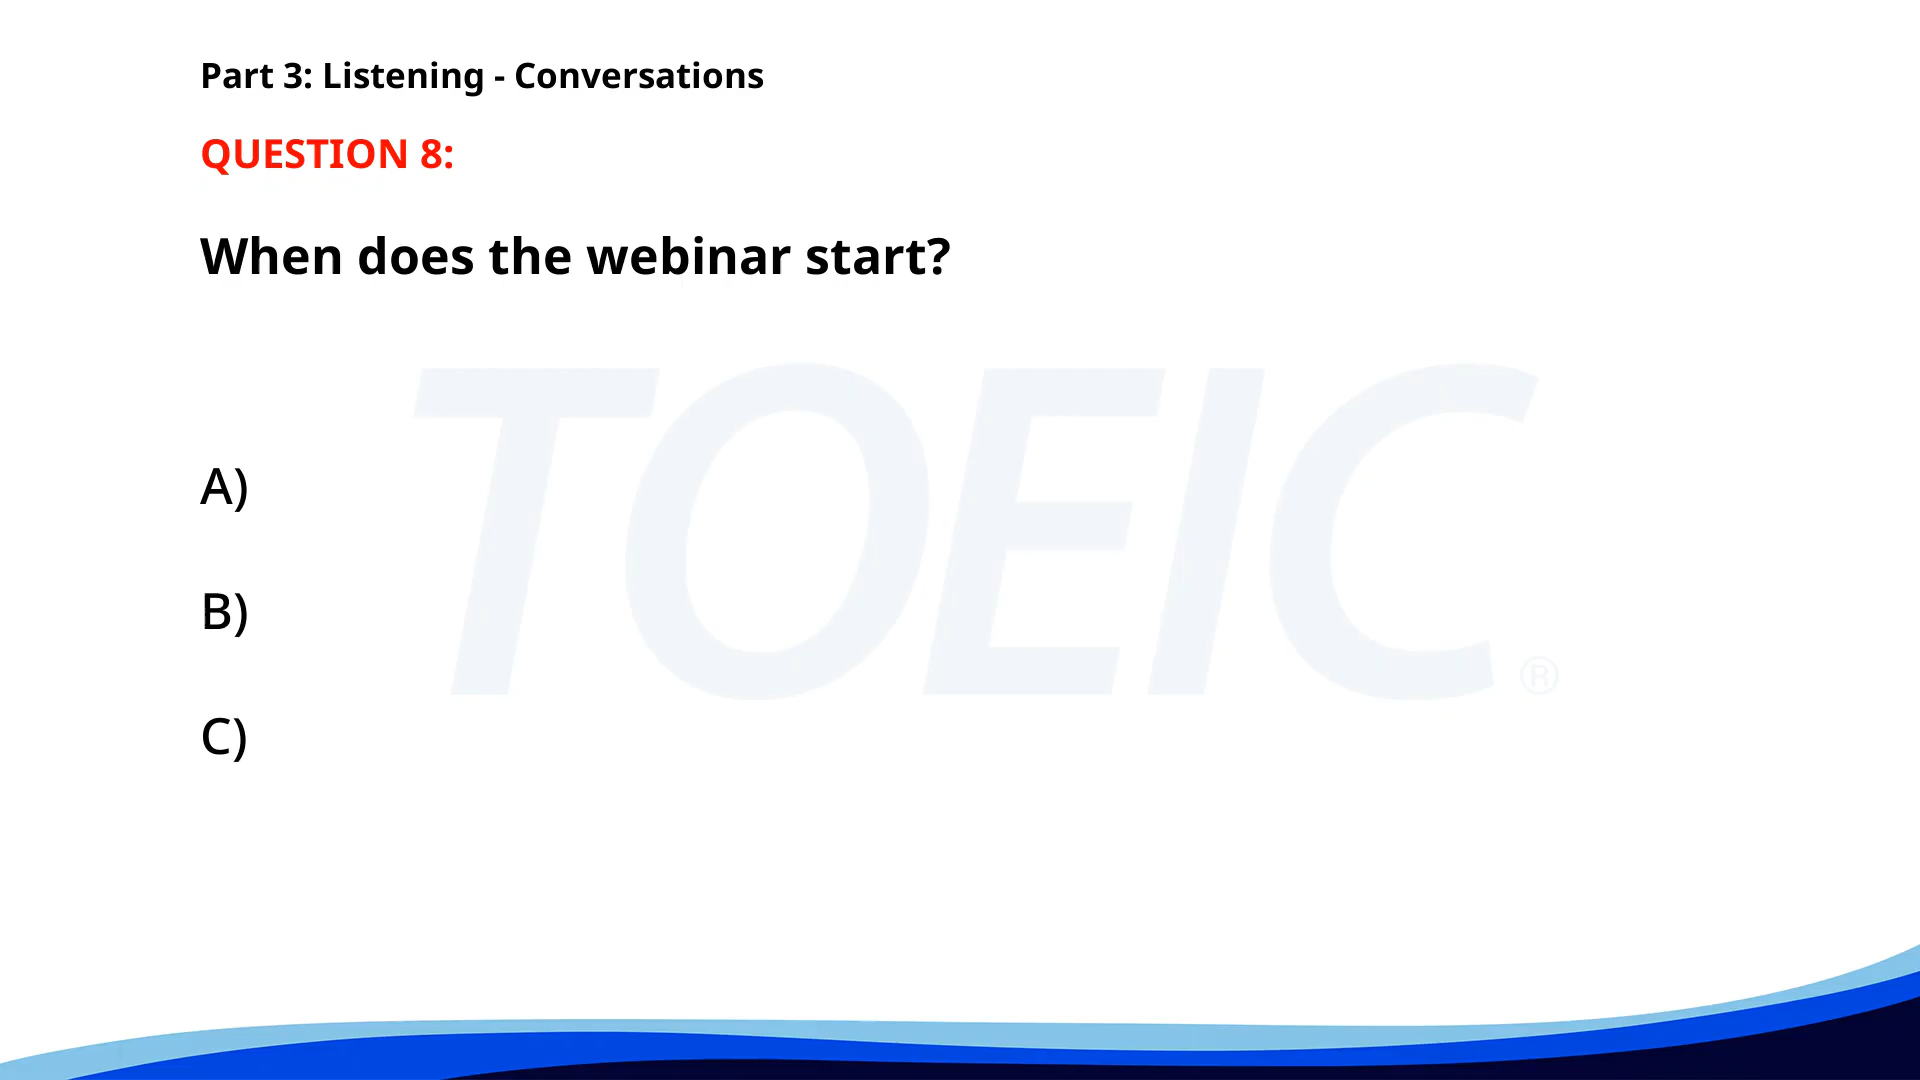 Part 3: Listening - Conversations
QUESTION 8:
When does the webinar start?
TOEIC®
A)
B)
C)